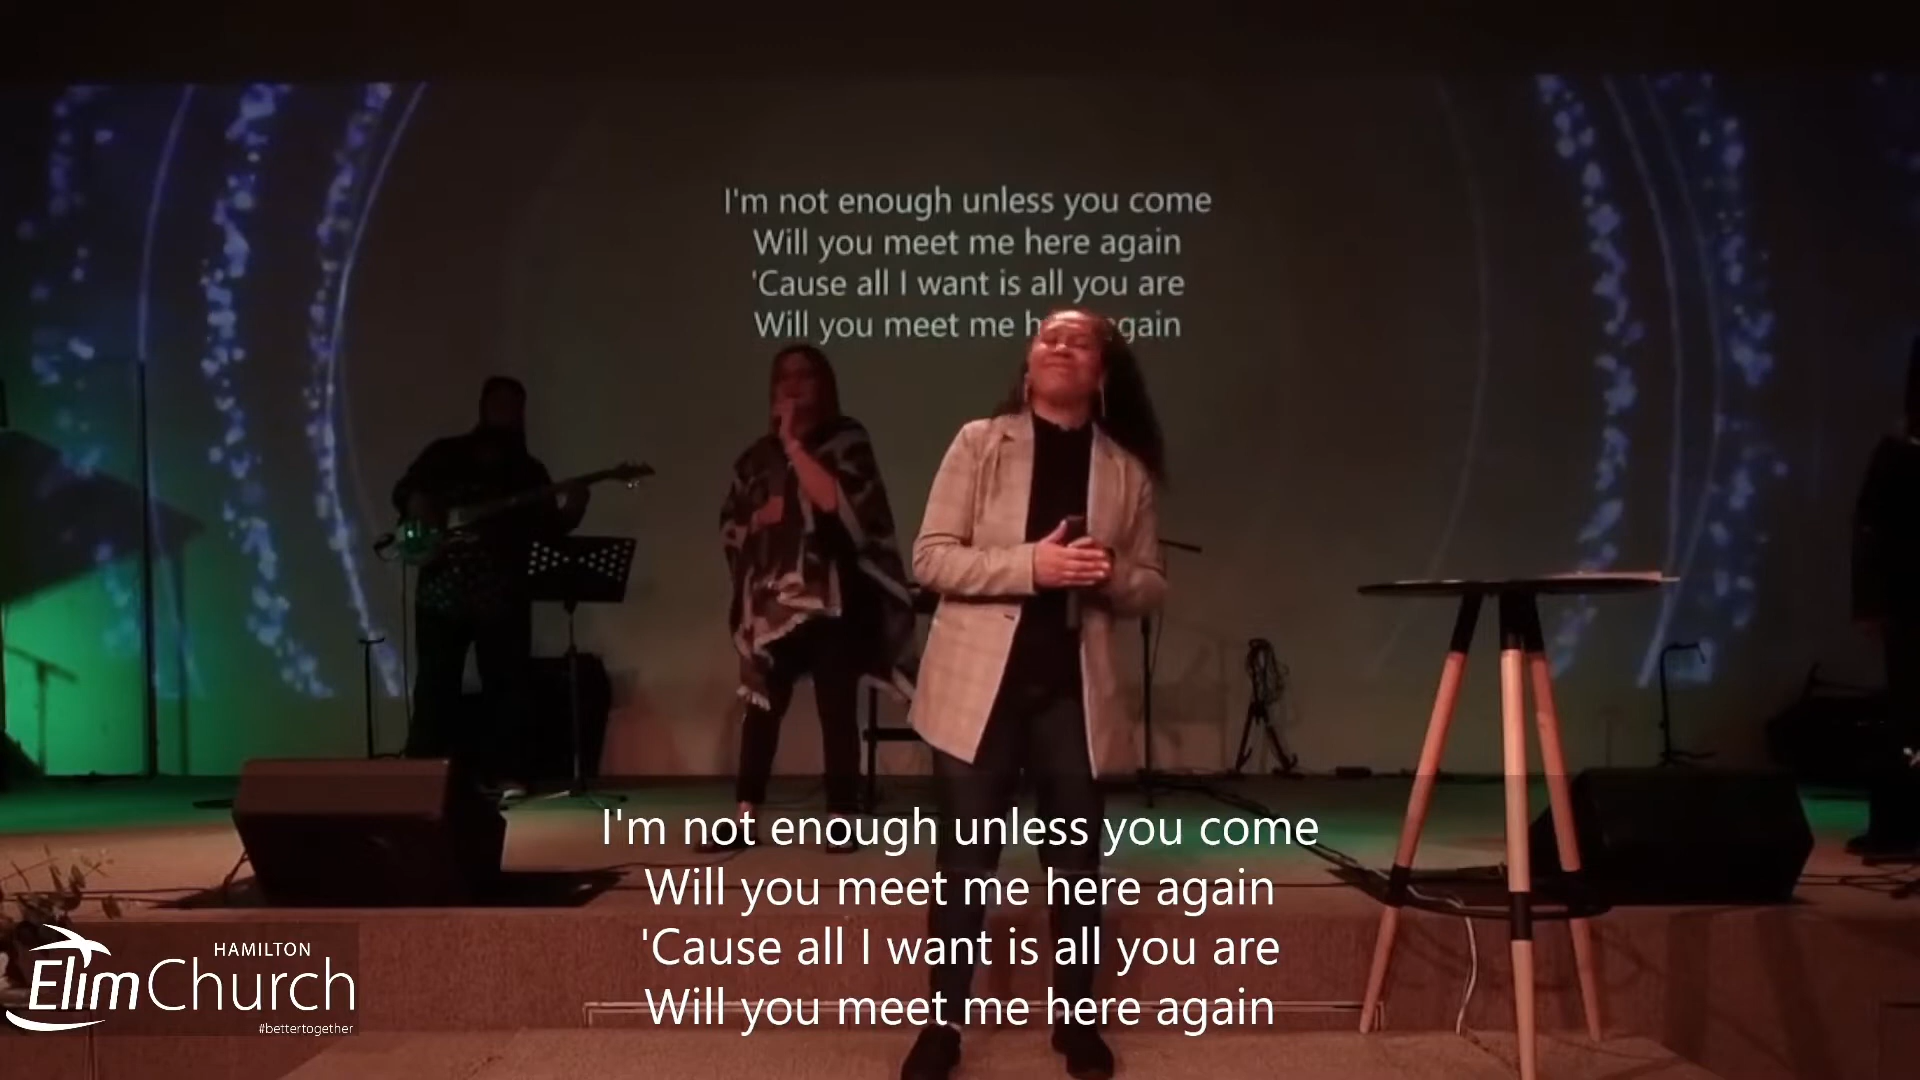 I'm not enough unless you come
Will you meet me here again
'Cause all I want is all you are
Will you meet me again
I'm not enough unless you come
Will you meet me here again
'Cause all I want is all you are
Will you meet me here again
HAMILTON
Elim Church
#bettertogether